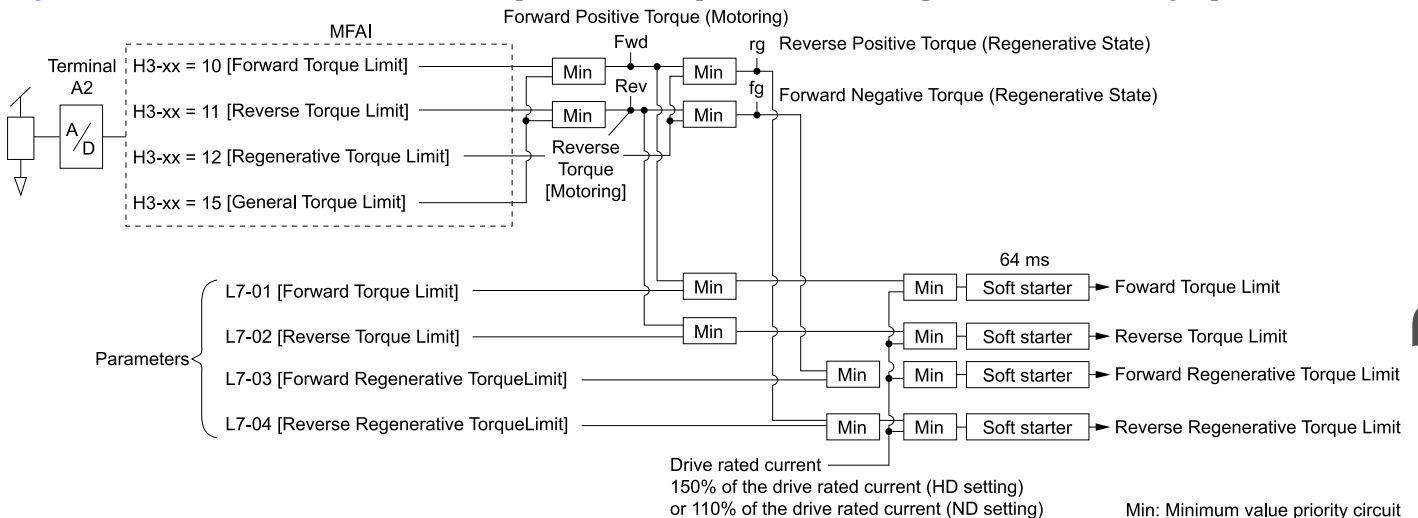 Forward Positive Torque (Motoring)
MFAI
Fwd
rg
Reverse Positive Torque (Regenerative State)
Terminal
A2
H3-xx = 10 [Forward Torque Limit]
Min
Min
Rev
fg
Forward Negative Torque (Regenerative State)
A/D
H3-xx = 11 [Reverse Torque Limit]
Min
Min
H3-xx = 12 [Regenerative Torque Limit]
Reverse
Torque
[Motoring]
H3-xx = 15 [General Torque Limit]
64 ms
L7-01 [Forward Torque Limit]
Min
Min
Soft starter
Foward Torque Limit
L7-02 [Reverse Torque Limit]
Min
Min
Soft starter
Reverse Torque Limit
Parameters
L7-03 [Forward Regenerative TorqueLimit]
Min
Min
Soft starter
Forward Regenerative Torque Limit
L7-04 [Reverse Regenerative TorqueLimit]
Min
Min
Soft starter
Reverse Regenerative Torque Limit
Drive rated current
150% of the drive rated current (HD setting)
or 110% of the drive rated current (ND setting)
Min: Minimum value priority circuit